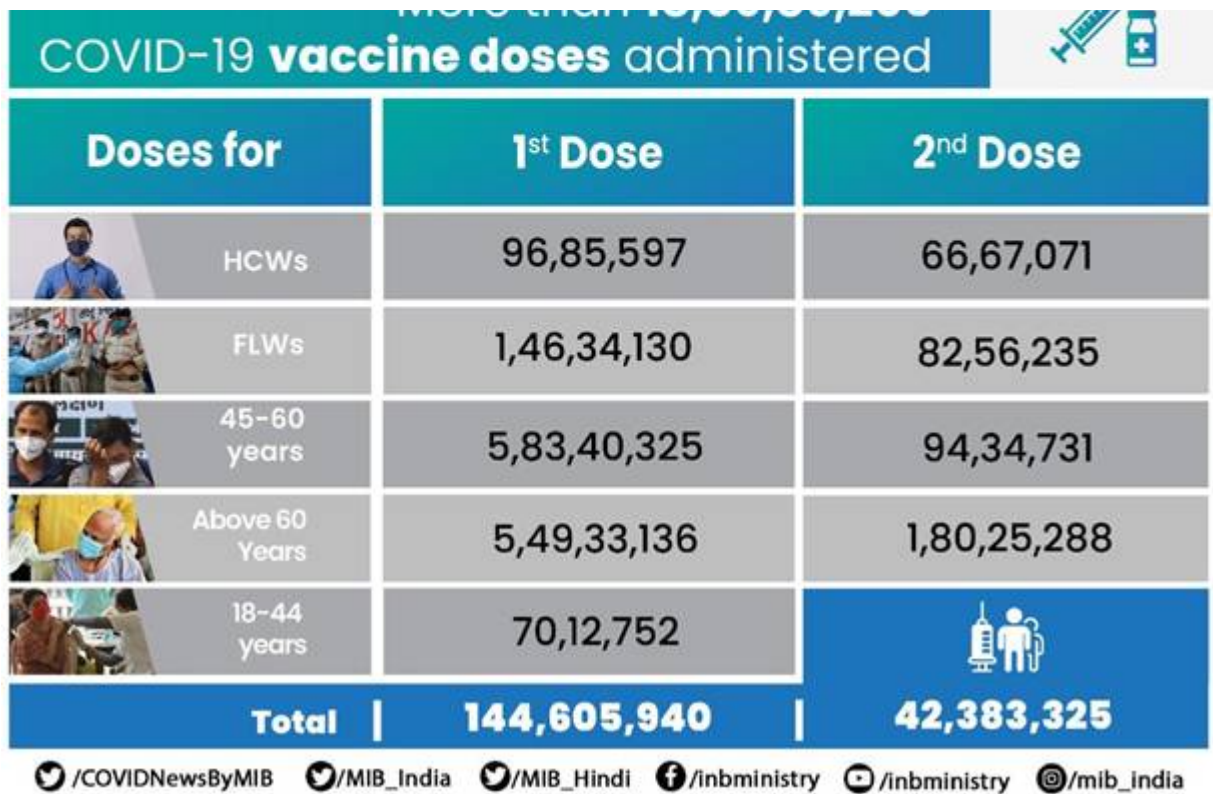 More than
COVID-19 vaccine doses administered
Doses for 1st Dose 2nd Dose
HCWs 96,85,597 66,67,071
FLWs 1,46,34,130 82,56,235
45-60
years 5,83,40,325 94,34,731
Above 60
Years 5,49,33,136 1,80,25,288
18-44
years 70,12,752
Total | 144,605,940 | 42,383,325
/COVIDNewsByMIB /MIB_India /MIB_Hindi /inbministry /inbministry /mib_india